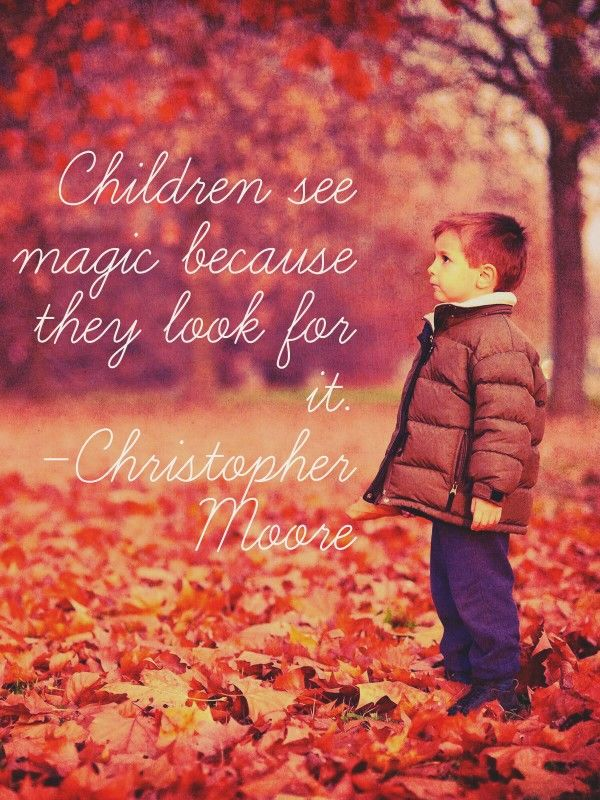 Children see
magic because
they look for
it.
-Christopher
Moore